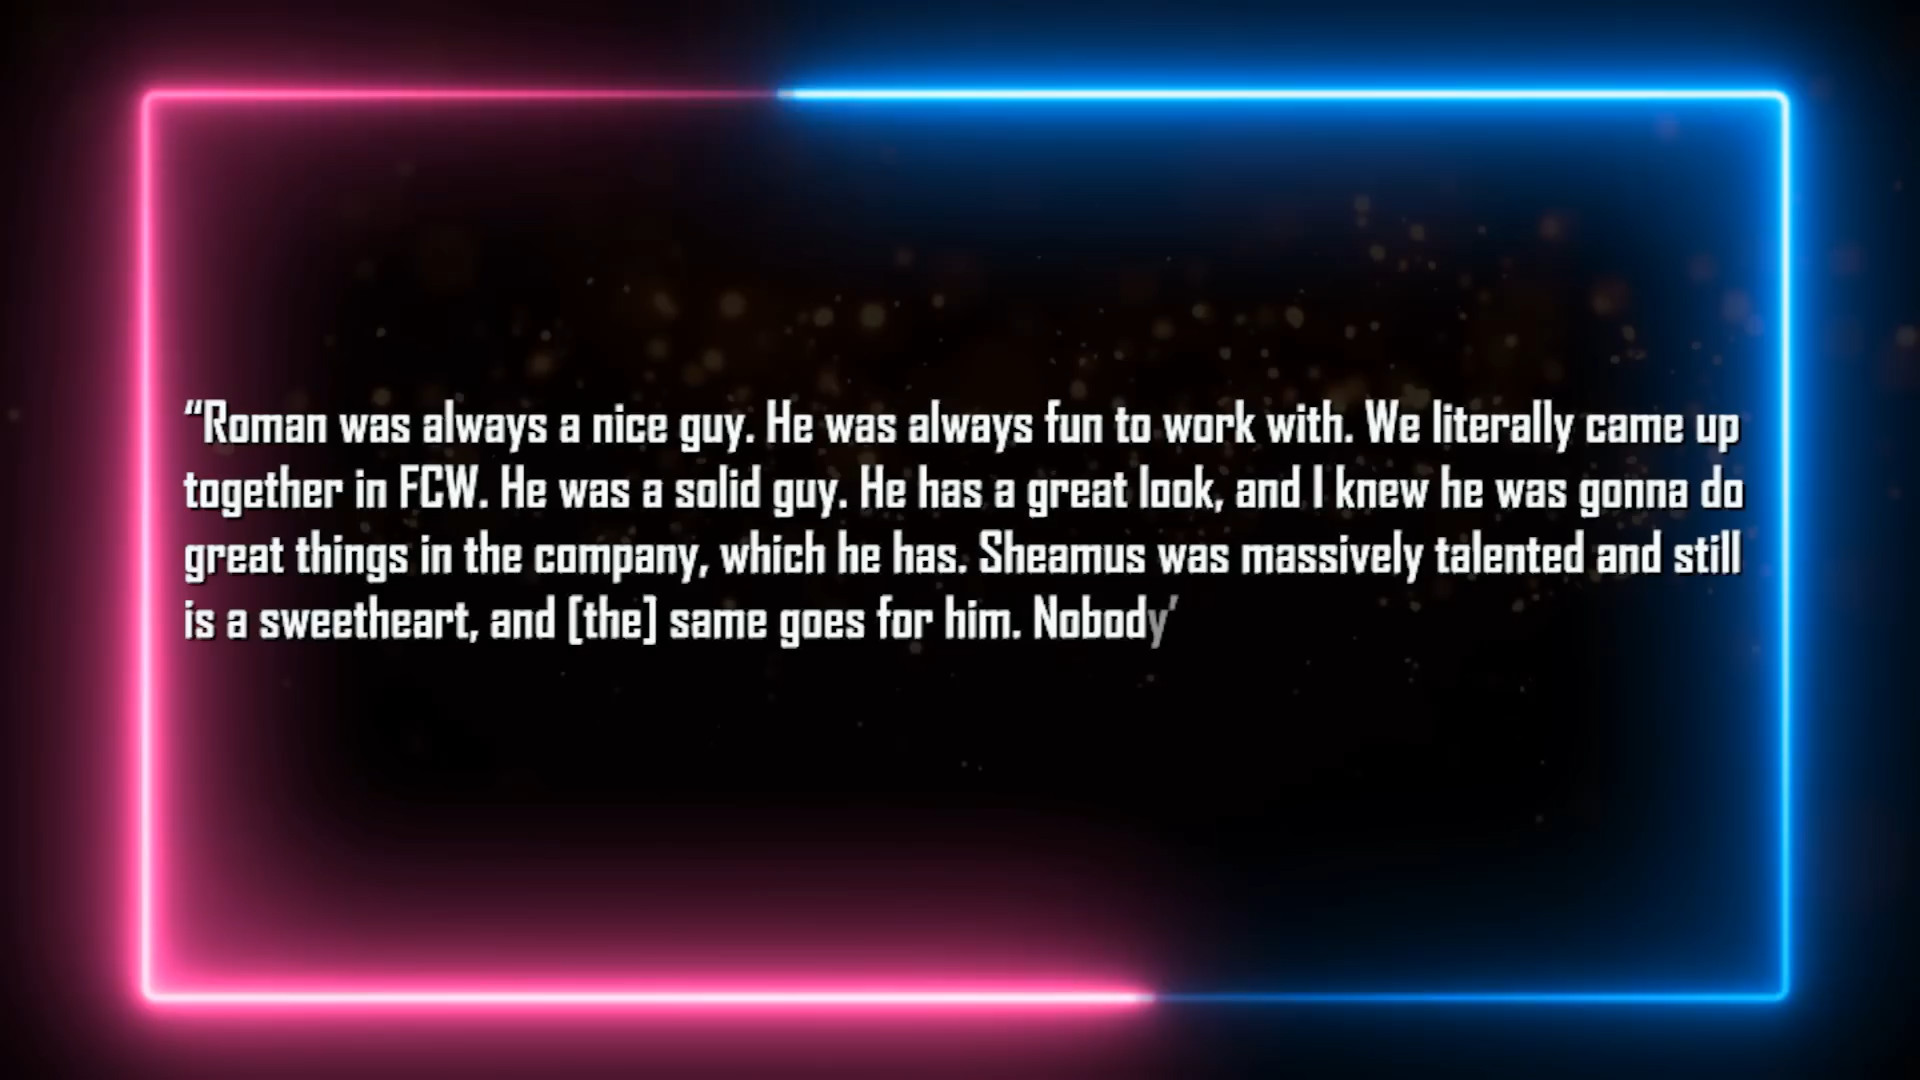 “Roman was always a nice guy. He was always fun to work with. We literally came up
together in FCW. He was a solid guy. He has a great look, and I knew he was gonna do
great things in the company, which he has. Sheamus was massively talented and still
is a sweetheart, and [the] same goes for him. Nobody’